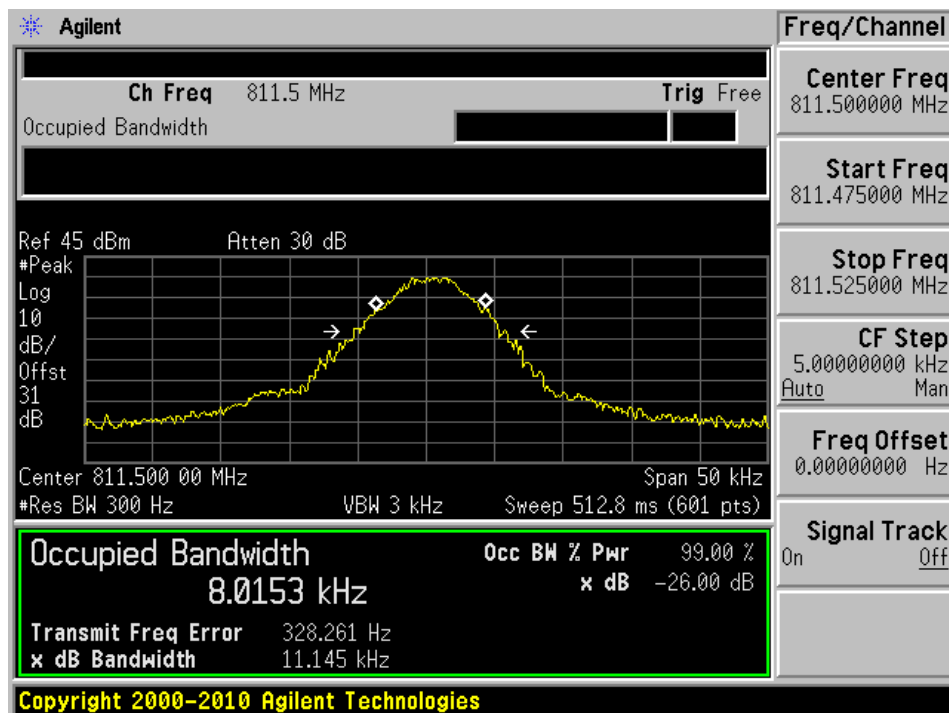 Agilent
Freq/Channel
Ch Freq 811.5 MHz Trig Free
Occupied Bandwidth
Center Freq
811.500000 MHz
Start Freq
811.475000 MHz
Stop Freq
811.525000 MHz
CF Step
5.00000000 kHz
Auto Man
Freq Offset
0.00000000 Hz
Signal Track
On Off
Ref 45 dBm Atten 30 dB
#Peak
Log
10
dB/
Offst
31
dB
Center 811.500 00 MHz Span 50 kHz
#Res BW 300 Hz VBW 3 kHz Sweep 512.8 ms (601 pts)
Occupied Bandwidth
8.0153 kHz
Occ BW % Pwr 99.00 %
x dB -26.00 dB
Transmit Freq Error 328.261 Hz
x dB Bandwidth 11.145 kHz
Copyright 2000-2010 Agilent Technologies